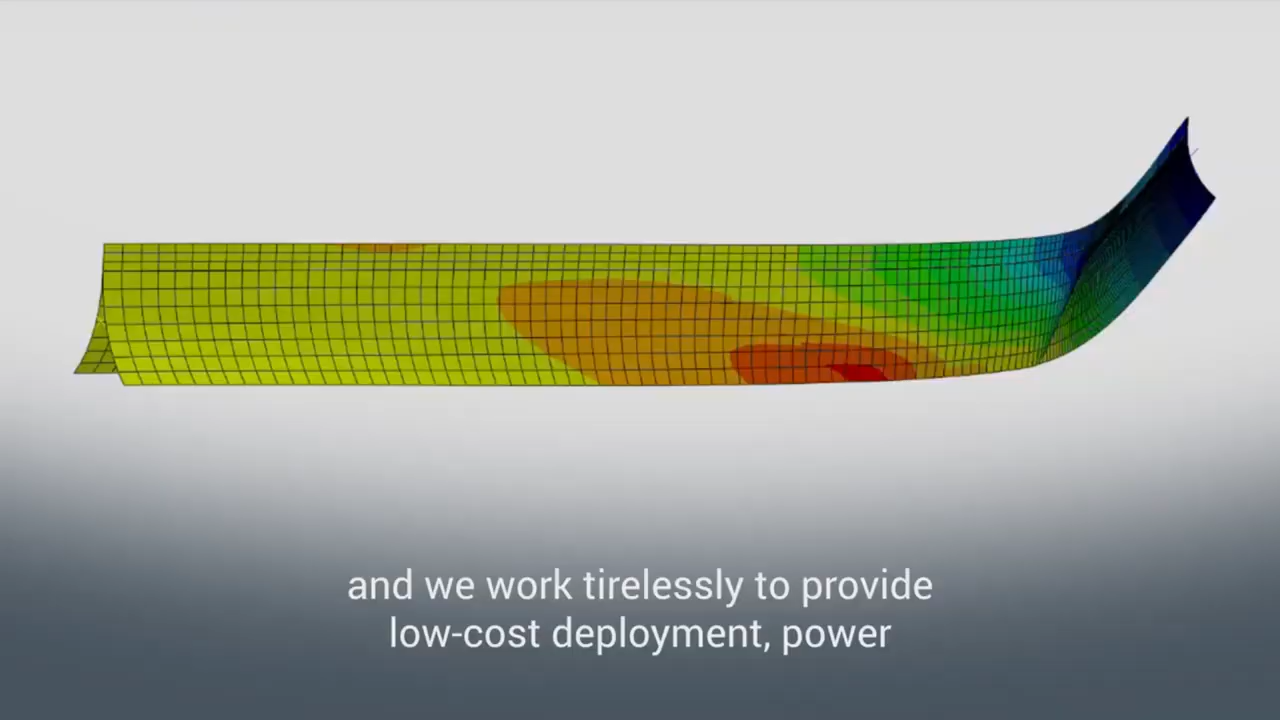 and we work tirelessly to provide
low-cost deployment, power